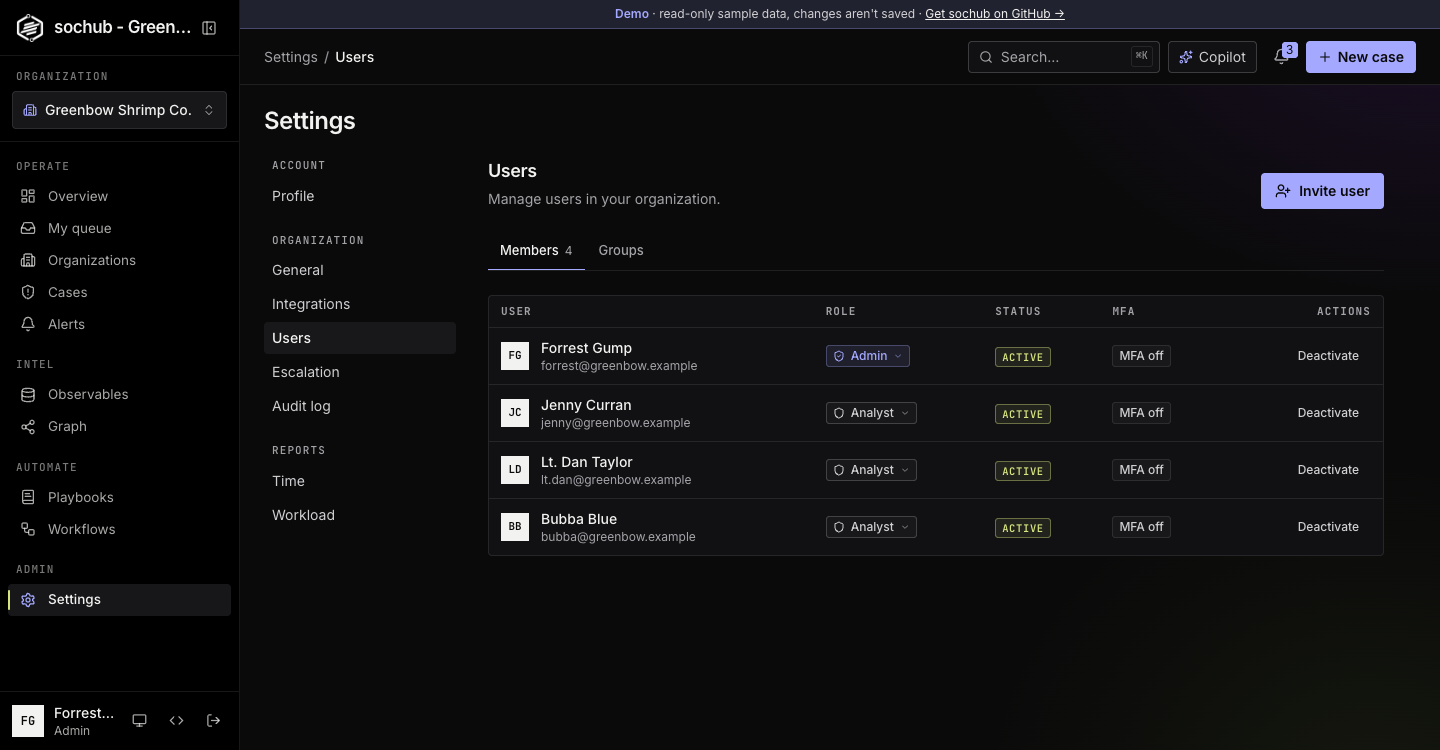 sochub - Green...
Demo · read-only sample data, changes aren't saved · Get sochub on GitHub →
Settings / Users
Search...
⌘K
Copilot
3
New case
ORGANIZATION
Greenbow Shrimp Co.
OPERATE
Overview
My queue
Organizations
Cases
Alerts
INTEL
Observables
Graph
AUTOMATE
Playbooks
Workflows
ADMIN
Settings
FG
Forrest...
Admin
Settings
ACCOUNT
Profile
ORGANIZATION
General
Integrations
Users
Escalation
Audit log
REPORTS
Time
Workload
Users
Manage users in your organization.
Invite user
Members 4 Groups
USER ROLE STATUS MFA ACTIONS
FG Forrest Gump Admin ACTIVE MFA off Deactivate
forrest@greenbow.example
JC Jenny Curran Analyst ACTIVE MFA off Deactivate
jenny@greenbow.example
LD Lt. Dan Taylor Analyst ACTIVE MFA off Deactivate
lt.dan@greenbow.example
BB Bubba Blue Analyst ACTIVE MFA off Deactivate
bubba@greenbow.example